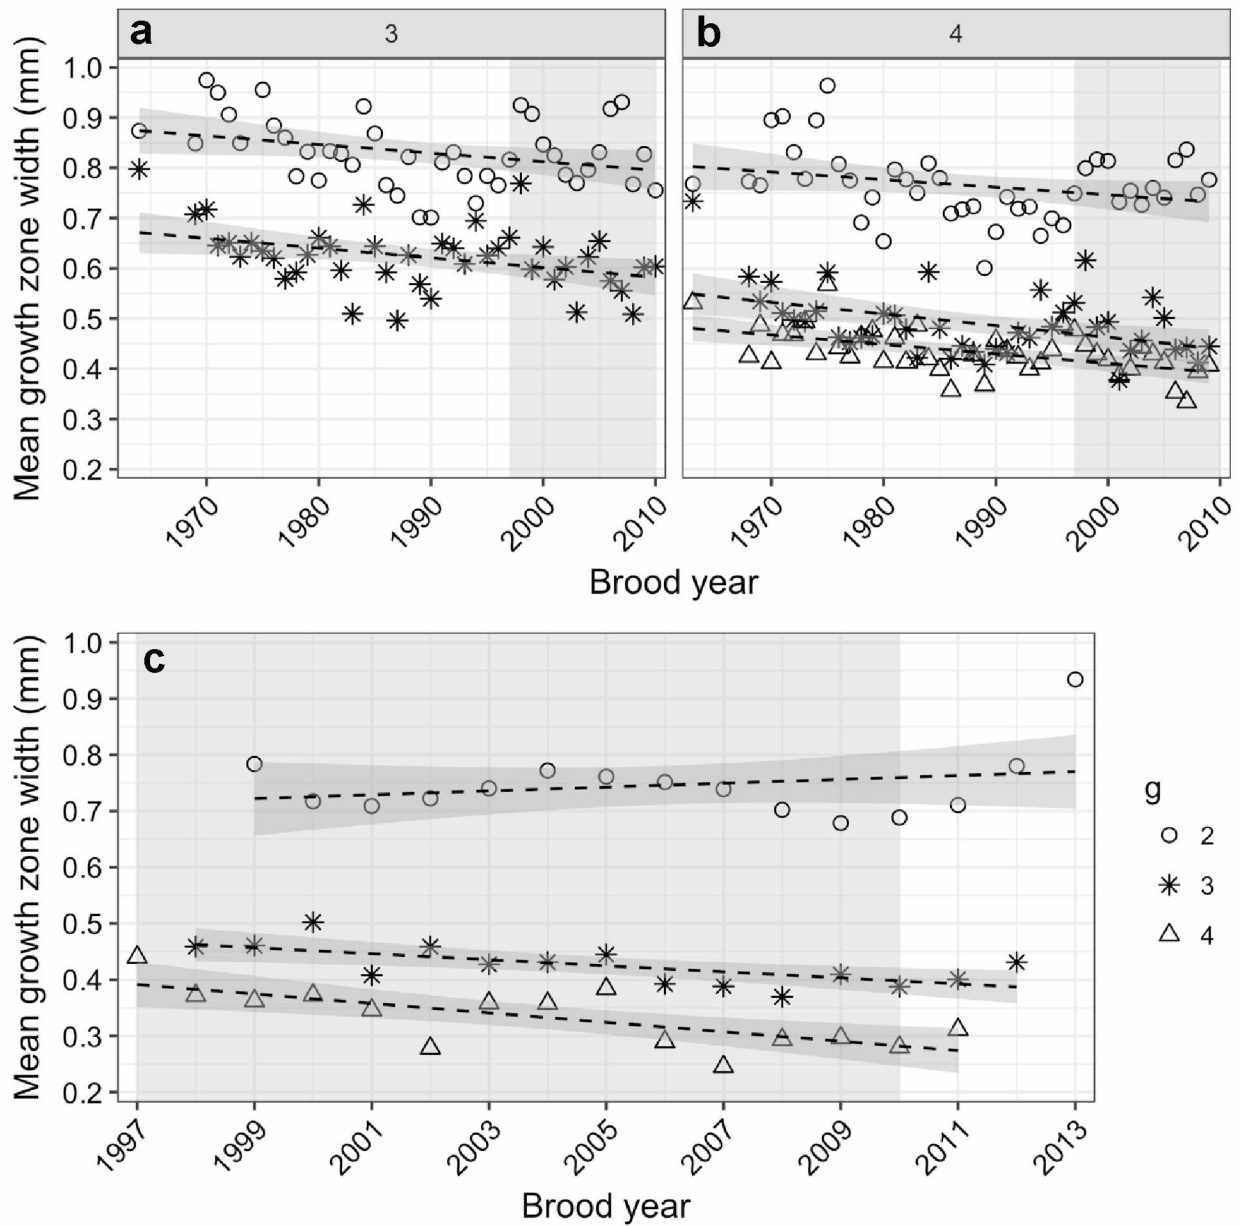 a 3
b 4
Mean growth zone width (mm)
1.0
0.9
0.8
0.7
0.6
0.5
0.4
0.3
0.2
1970 1980 1990 2000 2010
1970 1980 1990 2000 2010
Brood year
c
Mean growth zone width (mm)
1.0
0.9
0.8
0.7
0.6
0.5
0.4
0.3
0.2
1997 1999 2001 2003 2005 2007 2009 2011 2013
Brood year
g
2
3
4